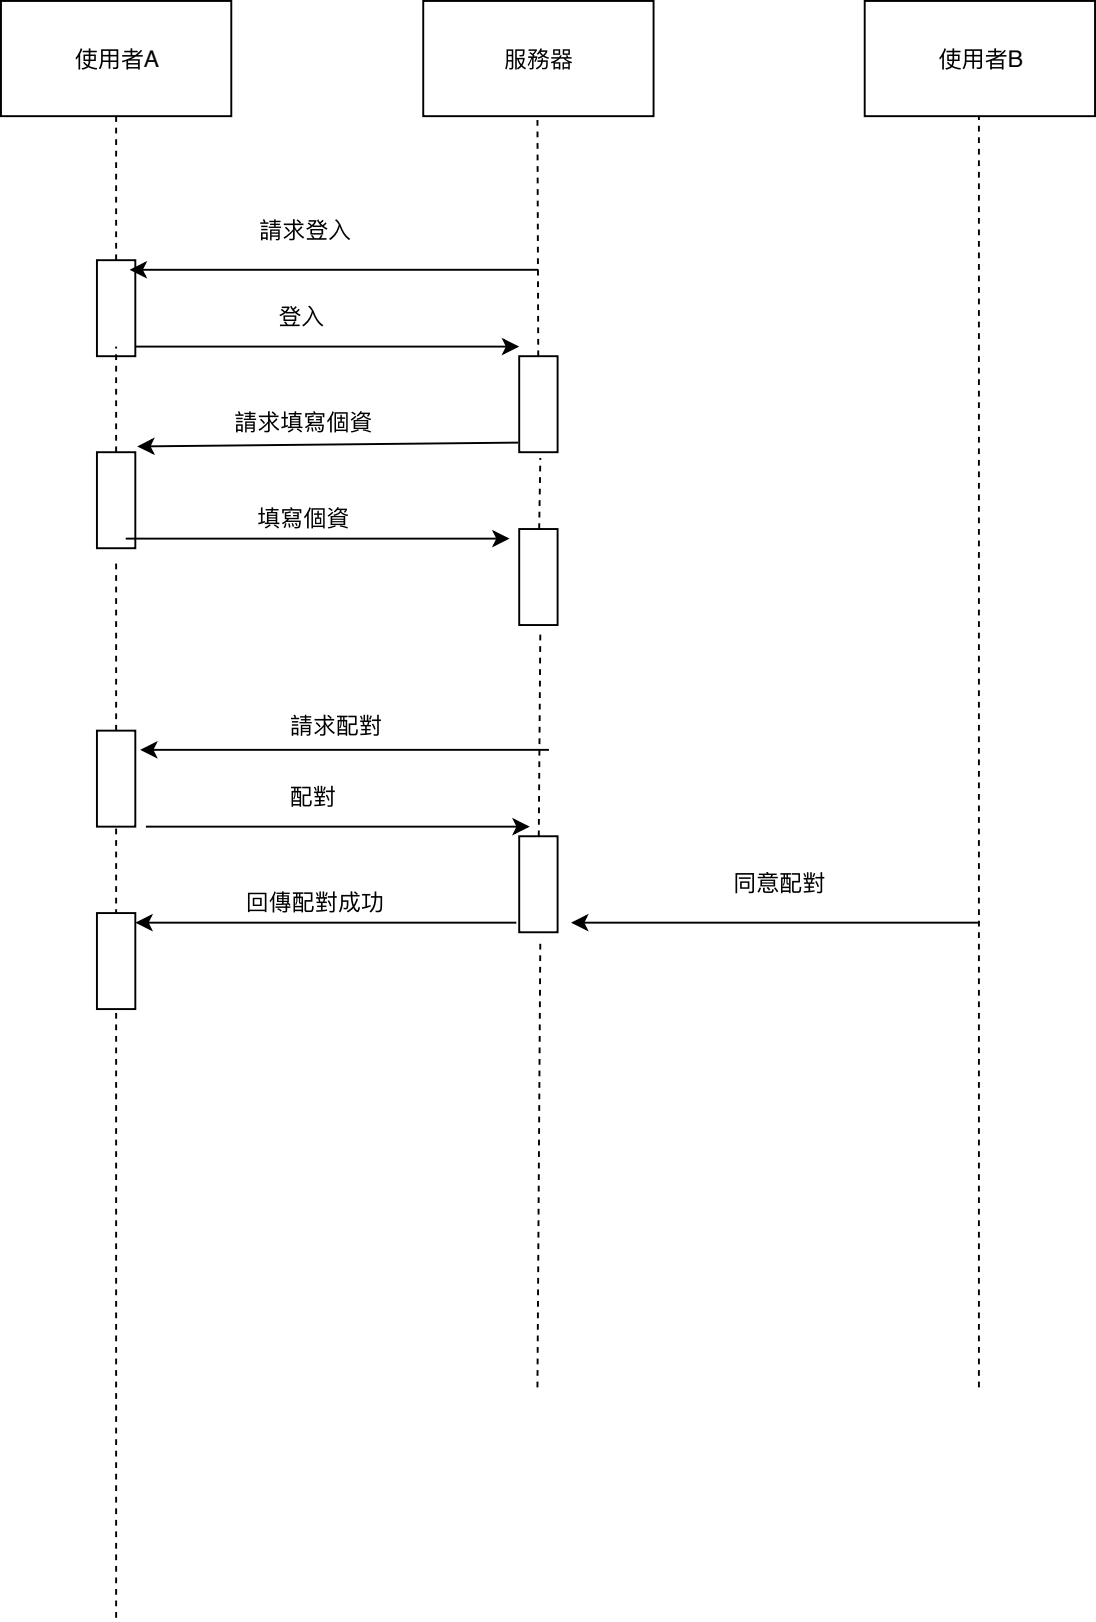 使用者A
服務器
使用者B
請求登入
登入
請求填寫個資
填寫個資
請求配對
配對
同意配對
回傳配對成功